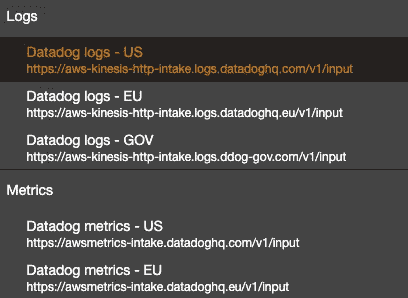 Logs
Datadog logs - US
https://aws-kinesis-http-intake.logs.datadoghq.com/v1/input
Datadog logs - EU
https://aws-kinesis-http-intake.logs.datadoghq.eu/v1/input
Datadog logs - GOV
https://aws-kinesis-http-intake.logs.ddog-gov.com/v1/input
Metrics
Datadog metrics - US
https://awsmetrics-intake.datadoghq.com/v1/input
Datadog metrics - EU
https://awsmetrics-intake.datadoghq.eu/v1/input